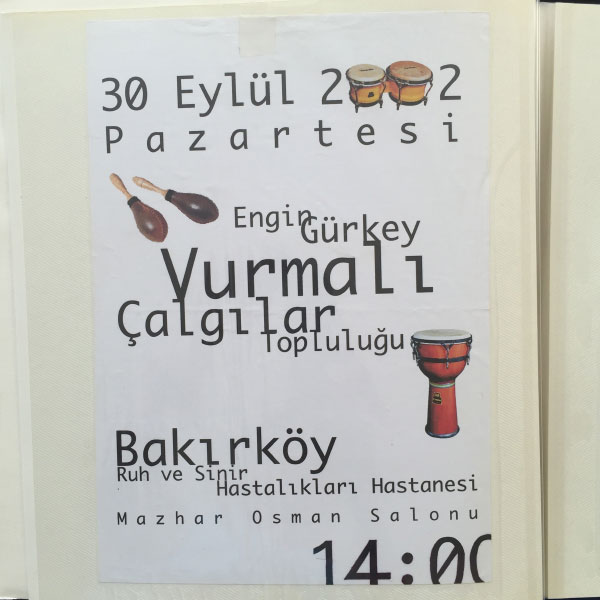 30 Eylül 2002
Pazartesi
Engin Gürkey
Vurmalı
Çalgılar
Topluluğu
Bakırköy
Ruh ve Sinir
Hastalıkları Hastanesi
Mazhar Osman Salonu
14:00